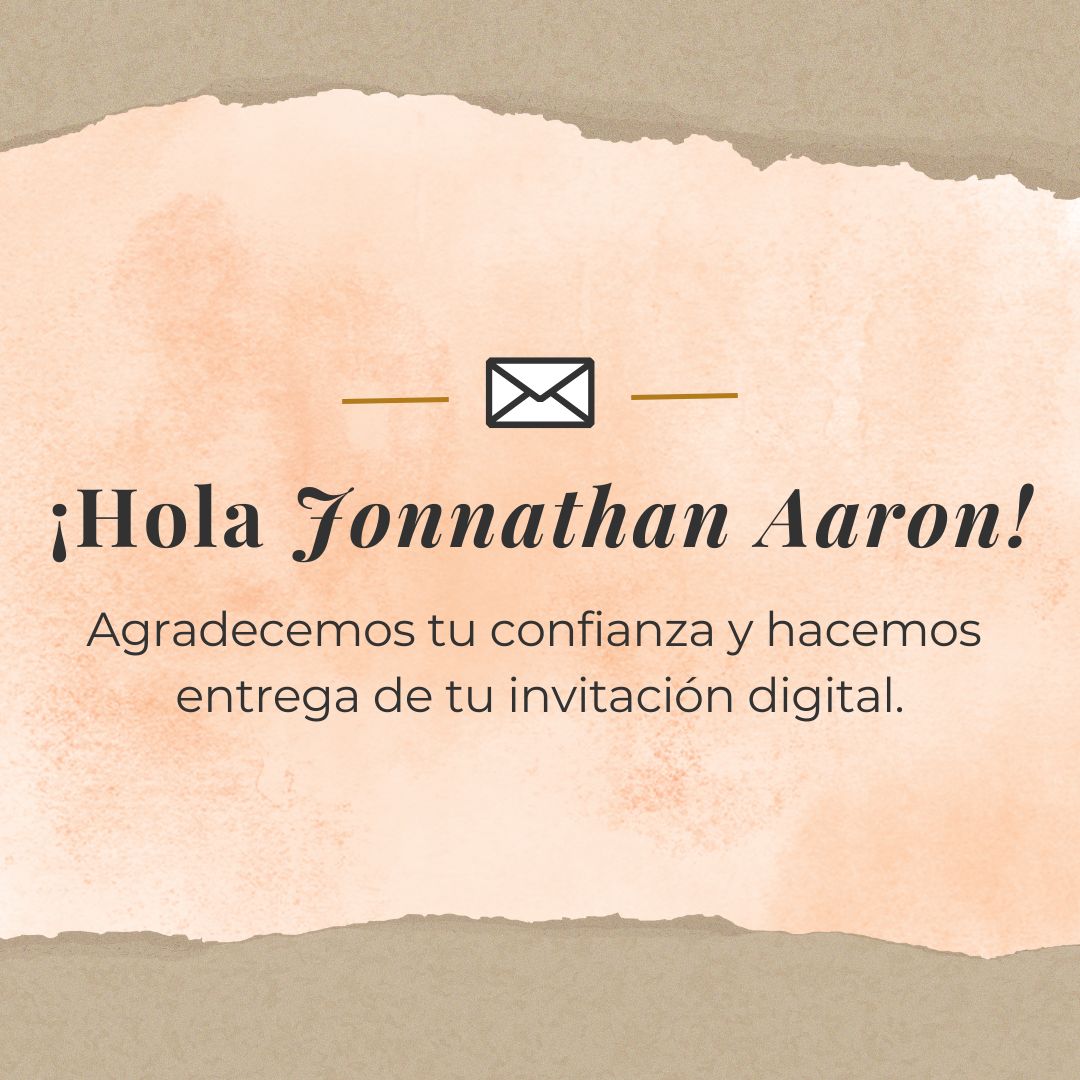 ¡Hola Jonnathan Aaron!
Agradecemos tu confianza y hacemos
entrega de tu invitación digital.